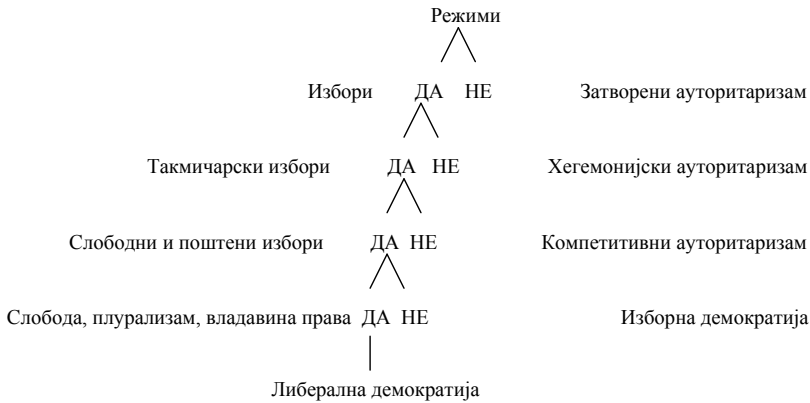 Режими
Избори ДА НЕ Затворени ауторитаризам
Такмичарски избори ДА НЕ Хегемонијски ауторитаризам
Слободни и поштени избори ДА НЕ Компетитивни ауторитаризам
Слобода, плурализам, владавина права ДА НЕ Изборна демократија
Либерална демократија